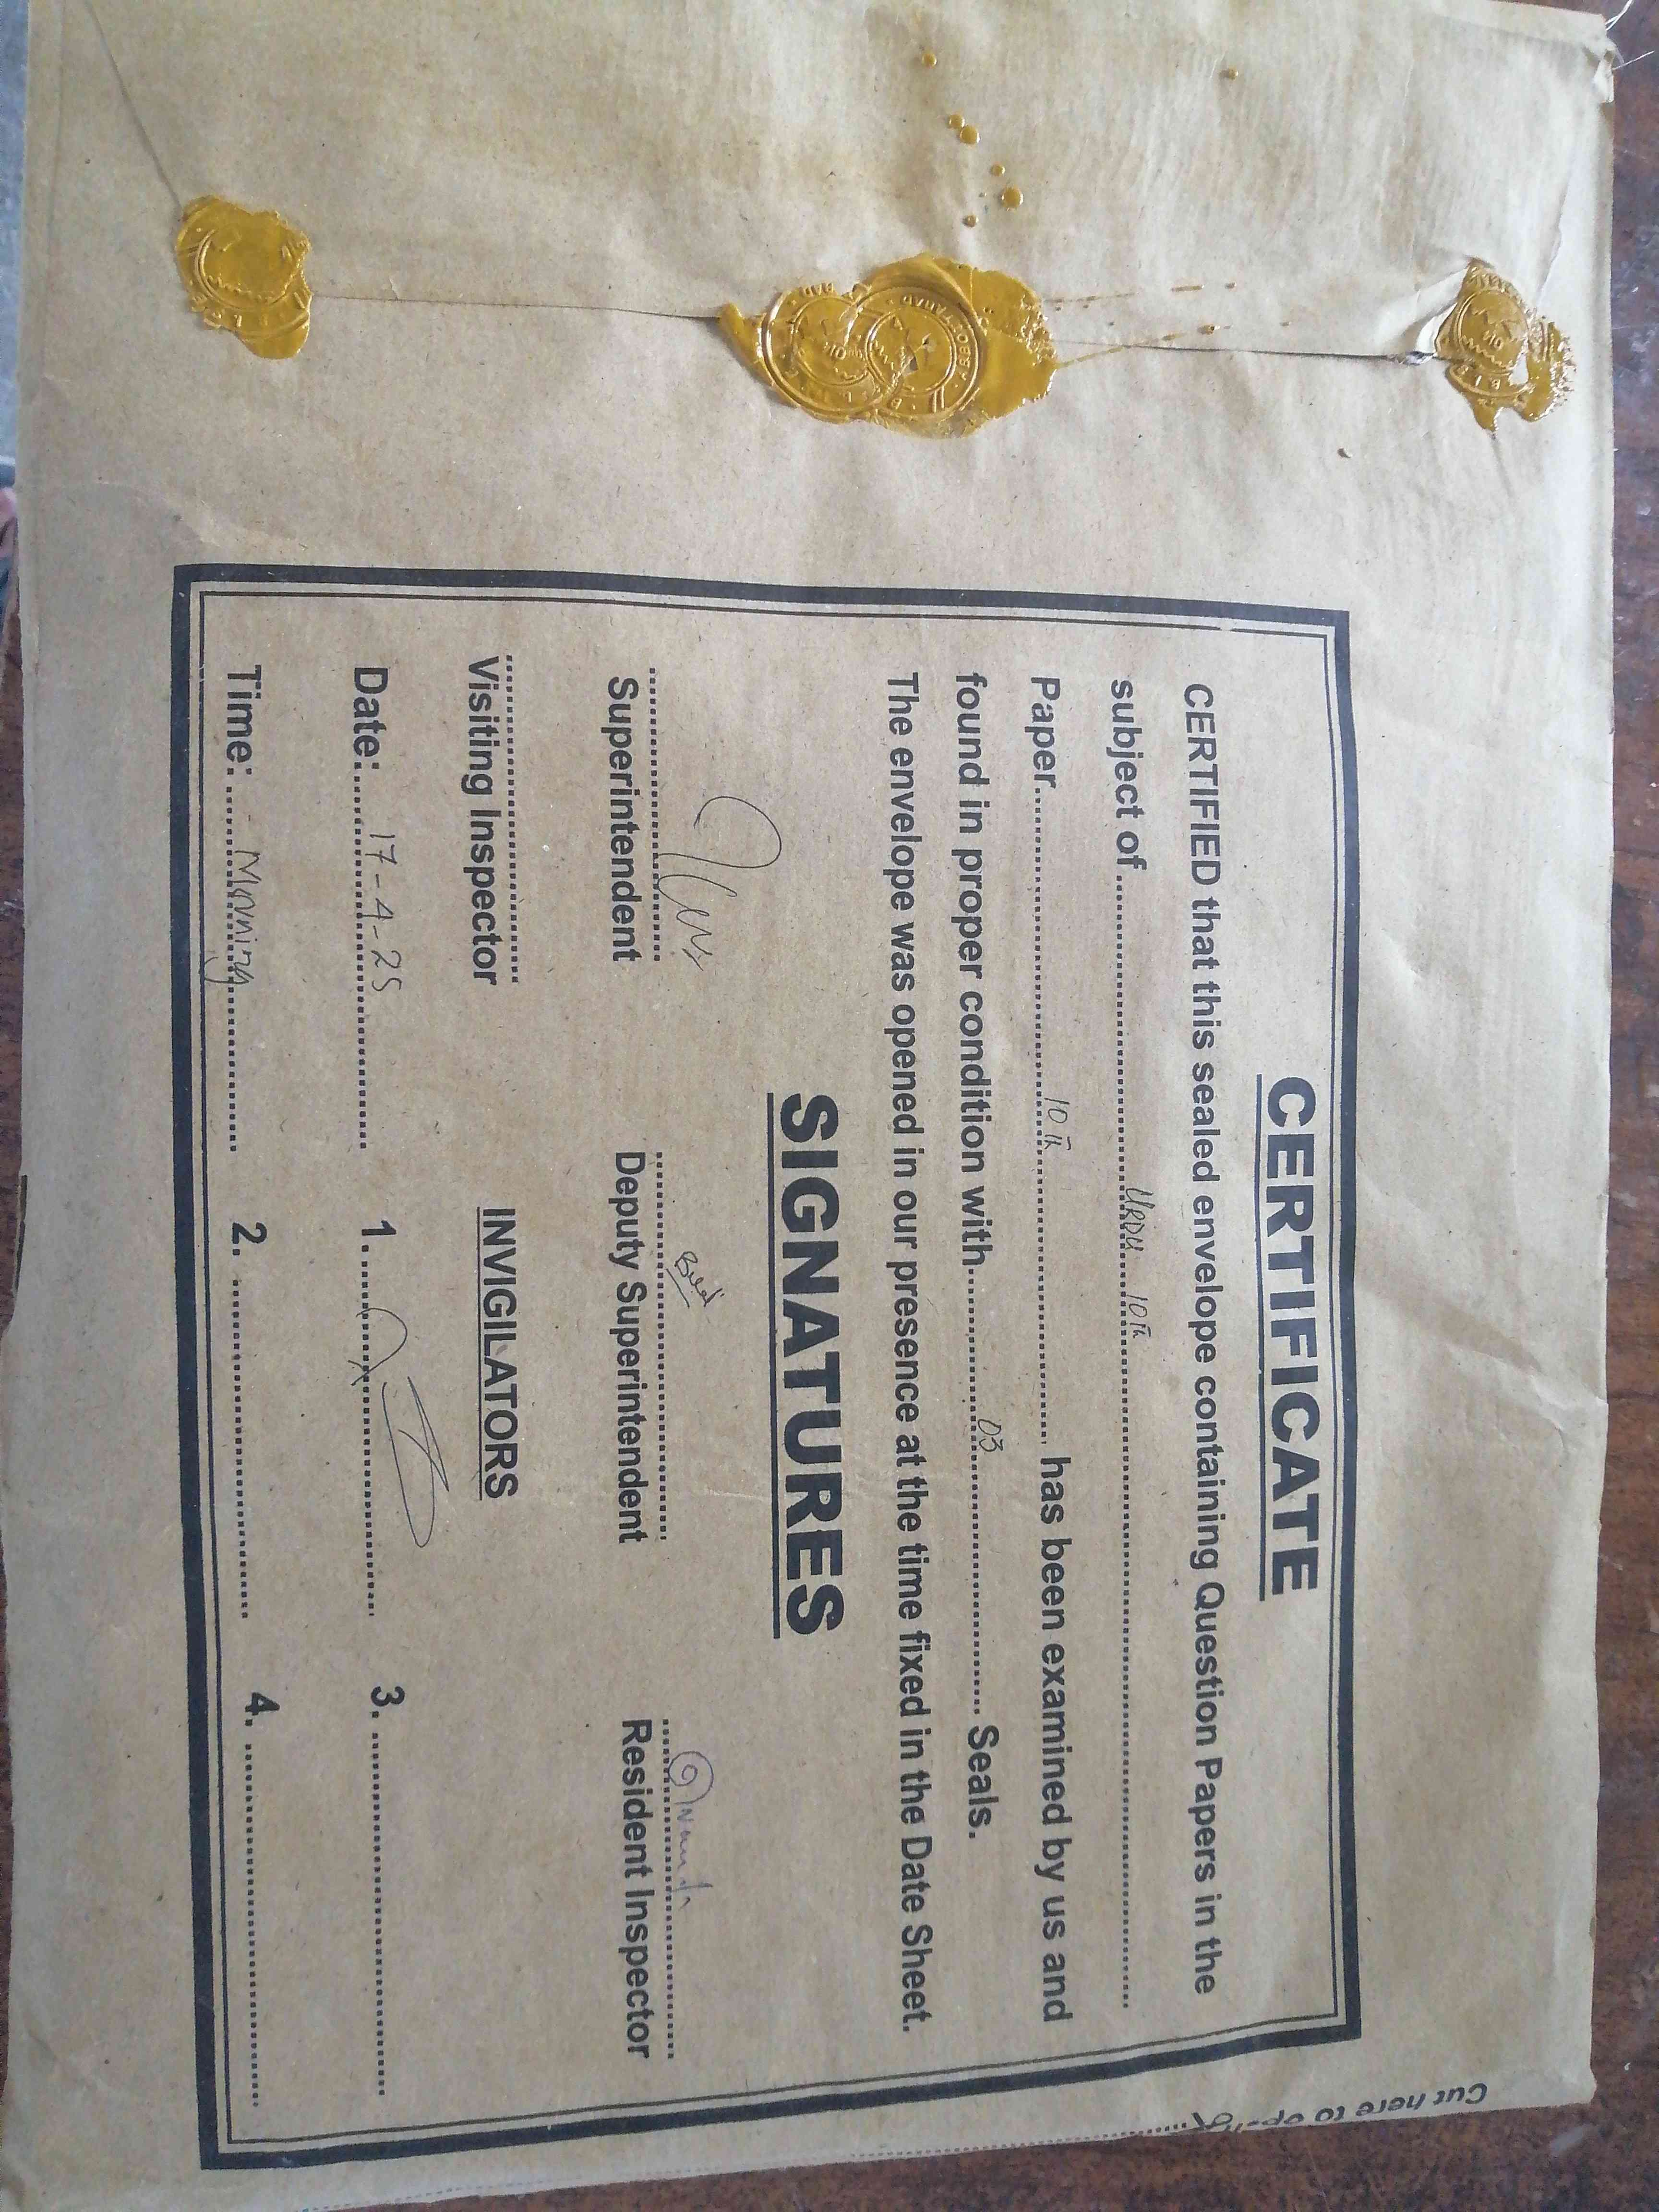 CERTIFICATE
CERTIFIED that this sealed envelope containing Question Papers in the
subject of.......... Urdu 10th ..........
Paper.......... 10th .......... has been examined by us and
found in proper condition with.......... 03 .......... Seals.
The envelope was opened in our presence at the time fixed in the Date Sheet.
SIGNATURES
Superintendent Deputy Superintendent Resident Inspector
Visiting Inspector INVIGILATORS
Date:..... 17-4-25 ..... 1. .......... 3. ..........
Time: ..... Morning ..... 2. .......... 4. ..........
Cut here to open